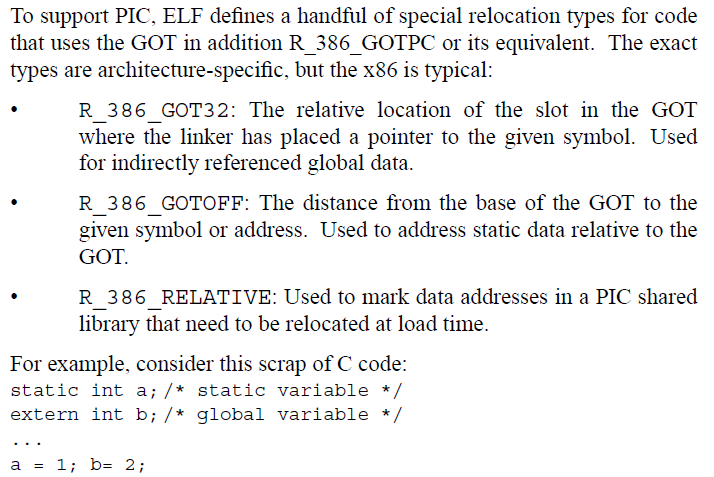 To support PIC, ELF defines a handful of special relocation types for code
that uses the GOT in addition R_386_GOTPC or its equivalent. The exact
types are architecture-specific, but the x86 is typical:
• R_386_GOT32: The relative location of the slot in the GOT
where the linker has placed a pointer to the given symbol. Used
for indirectly referenced global data.
• R_386_GOTOFF: The distance from the base of the GOT to the
given symbol or address. Used to address static data relative to the
GOT.
• R_386_RELATIVE: Used to mark data addresses in a PIC shared
library that need to be relocated at load time.
For example, consider this scrap of C code:
static int a; /* static variable */
extern int b; /* global variable */
...
a = 1; b= 2;